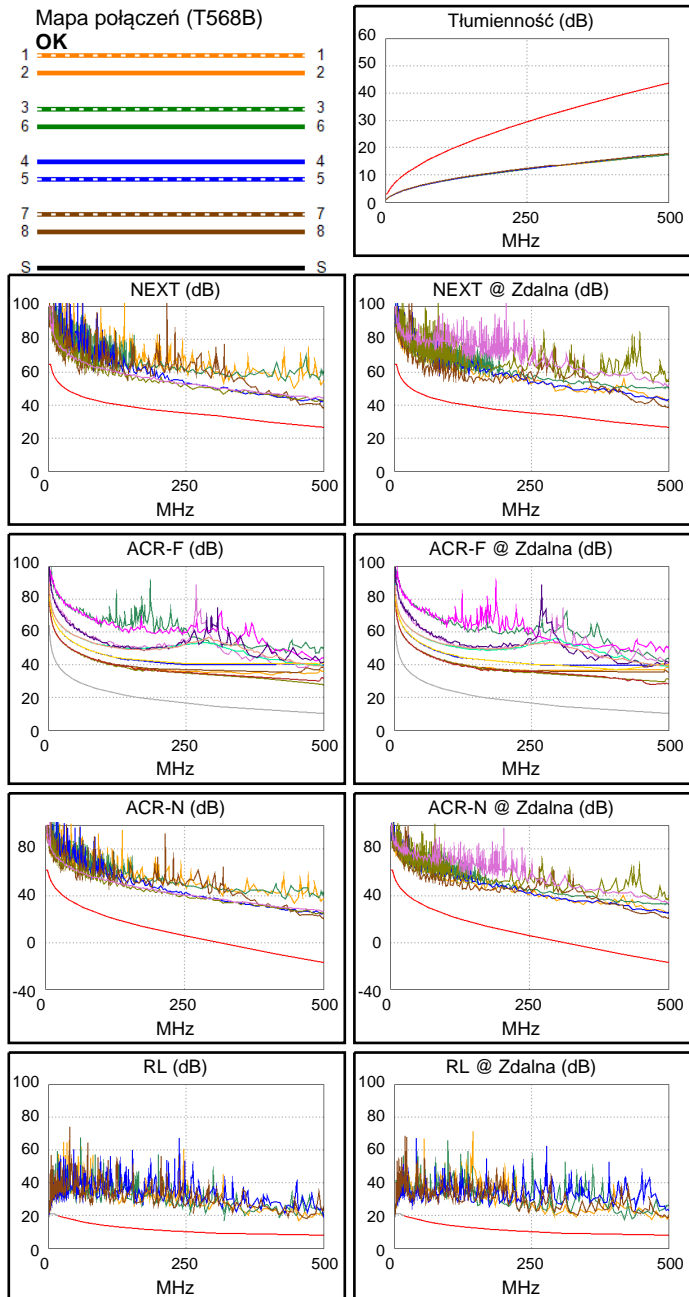 Mapa połączeń (T568B)
OK
1 1
2 2
3 3
6 6
4 4
5 5
7 7
8 8
S S
Tłumienność (dB)
60
50
40
30
20
10
0
0 250 500
MHz
NEXT (dB)
100
80
60
40
20
0
0 250 500
MHz
NEXT @ Zdalna (dB)
100
80
60
40
20
0
0 250 500
MHz
ACR-F (dB)
100
80
60
40
20
0
0 250 500
MHz
ACR-F @ Zdalna (dB)
100
80
60
40
20
0
0 250 500
MHz
ACR-N (dB)
80
40
0
-40
0 250 500
MHz
ACR-N @ Zdalna (dB)
80
40
0
-40
0 250 500
MHz
RL (dB)
100
80
60
40
20
0
0 250 500
MHz
RL @ Zdalna (dB)
100
80
60
40
20
0
0 250 500
MHz